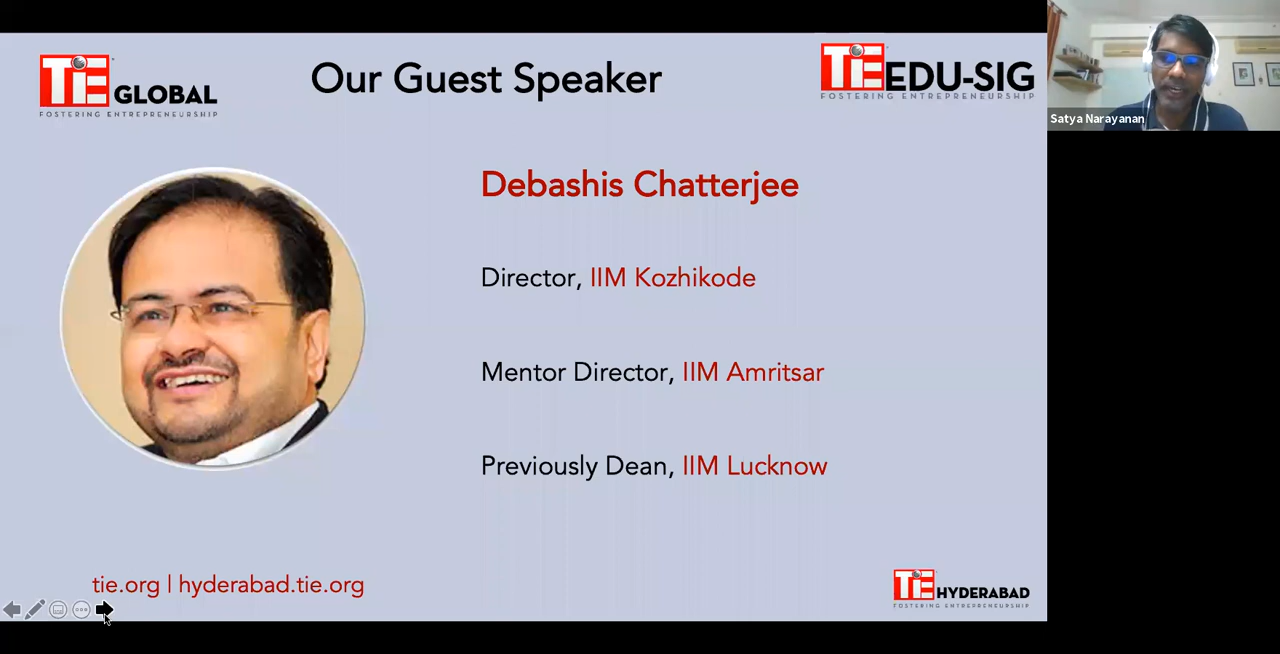 TiE GLOBAL
FOSTERING ENTREPRENEURSHIP
Our Guest Speaker
TiE EDU-SIG
FOSTERING ENTREPRENEURSHIP
Satya Narayanan
Debashis Chatterjee
Director, IIM Kozhikode
Mentor Director, IIM Amritsar
Previously Dean, IIM Lucknow
tie.org | hyderabad.tie.org
TiE HYDERABAD
FOSTERING ENTREPRENEURSHIP